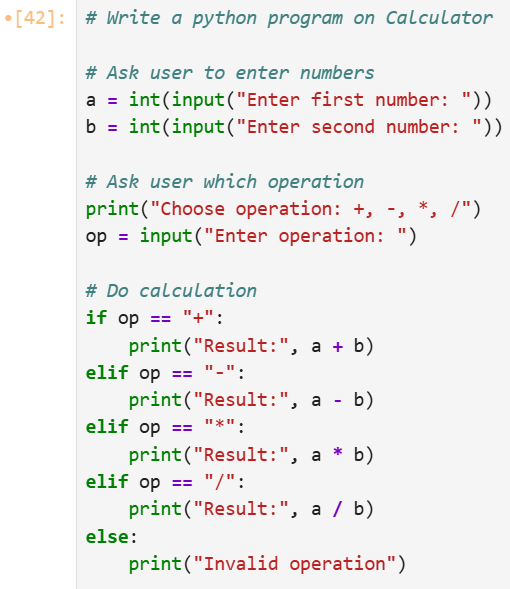 •[42]: # Write a python program on Calculator

# Ask user to enter numbers
a = int(input("Enter first number: "))
b = int(input("Enter second number: "))

# Ask user which operation
print("Choose operation: +, -, *, /")
op = input("Enter operation: ")

# Do calculation
if op == "+":
    print("Result:", a + b)
elif op == "-":
    print("Result:", a - b)
elif op == "*":
    print("Result:", a * b)
elif op == "/":
    print("Result:", a / b)
else:
    print("Invalid operation")